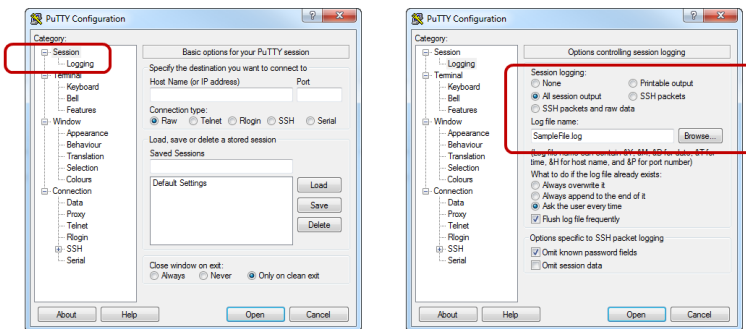 PuTTY Configuration
Category:
Session
Logging
Terminal
Keyboard
Bell
Features
Window
Appearance
Behaviour
Translation
Selection
Colours
Connection
Data
Proxy
Telnet
Rlogin
SSH
Serial
Basic options for your PuTTY session
Specify the destination you want to connect to
Host Name (or IP address) Port
Connection type:
Raw Telnet Rlogin SSH Serial
Load, save or delete a stored session
Saved Sessions
Default Settings
Load
Save
Delete
Close window on exit:
Always Never Only on clean exit
About Help Open Cancel
PuTTY Configuration
Category:
Session
Logging
Terminal
Keyboard
Bell
Features
Window
Appearance
Behaviour
Translation
Selection
Colours
Connection
Data
Proxy
Telnet
Rlogin
SSH
Serial
Options controlling session logging
Session logging:
None Printable output
All session output SSH packets
SSH packets and raw data
Log file name:
SampleFile.log Browse...
(Log file name can contain &Y, &M, &D for date, &T for
time, &H for host name, and &P for port number)
What to do if the log file already exists:
Always overwrite it
Always append to the end of it
Ask the user every time
Flush log file frequently
Options specific to SSH packet logging
Omit known password fields
Omit session data
About Help Open Cancel